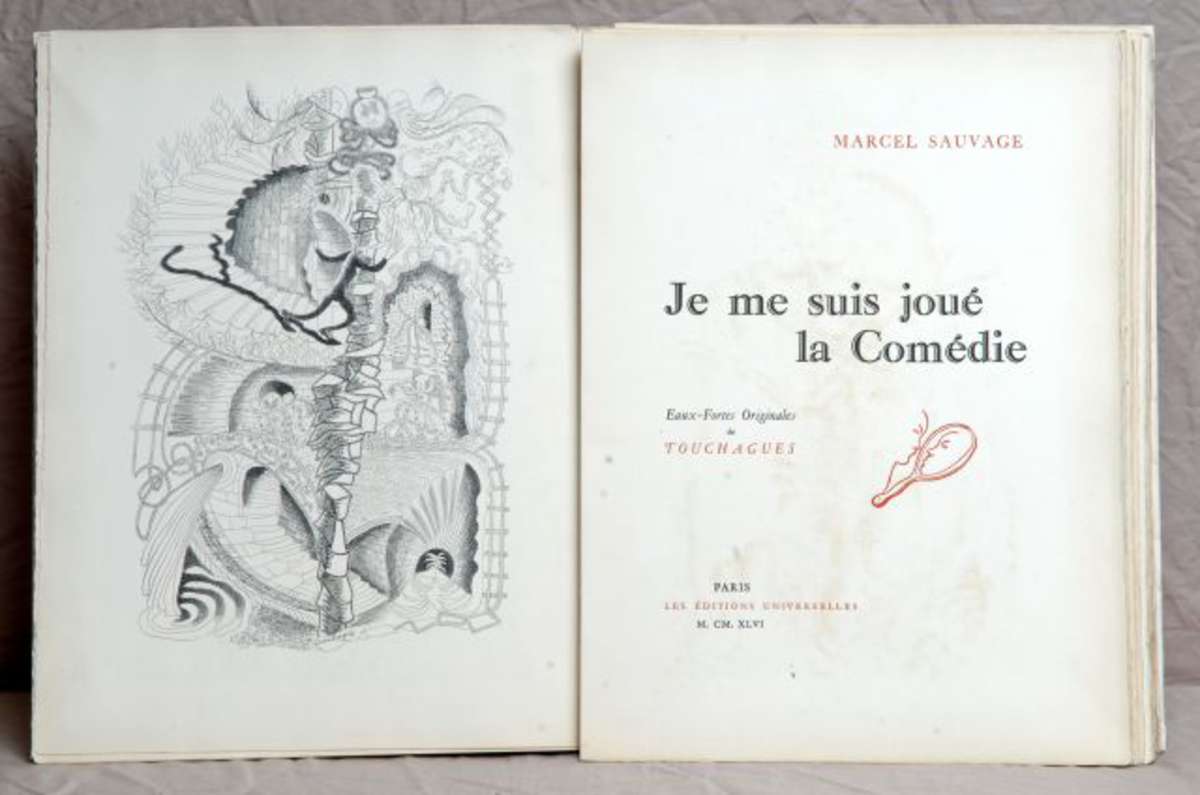 MARCEL SAUVAGE
Je me suis joué
la Comédie
Eaux-Fortes Originales
de
TOUCHAGUES
PARIS
LES ÉDITIONS UNIVERSELLES
M. CM. XLVI